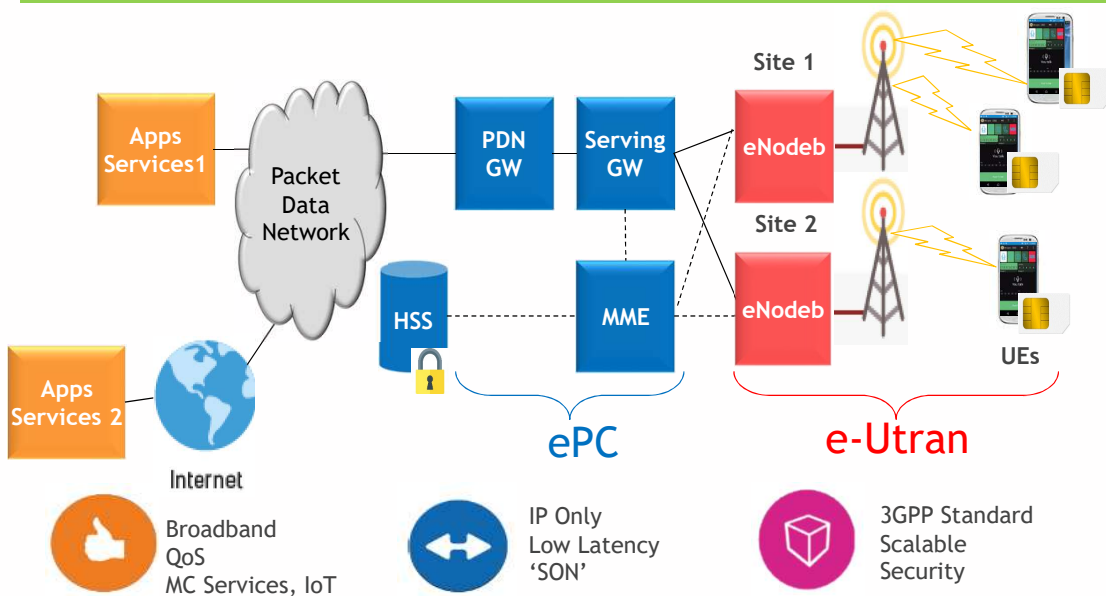 Site 1
Apps
Services1
PDN
GW
Serving
GW
eNodeb
Packet
Data
Network
Site 2
HSS
MME
eNodeb
UEs
Apps
Services 2
ePC
e-Utran
Internet
Broadband
QoS
MC Services, IoT
IP Only
Low Latency
‘SON’
3GPP Standard
Scalable
Security